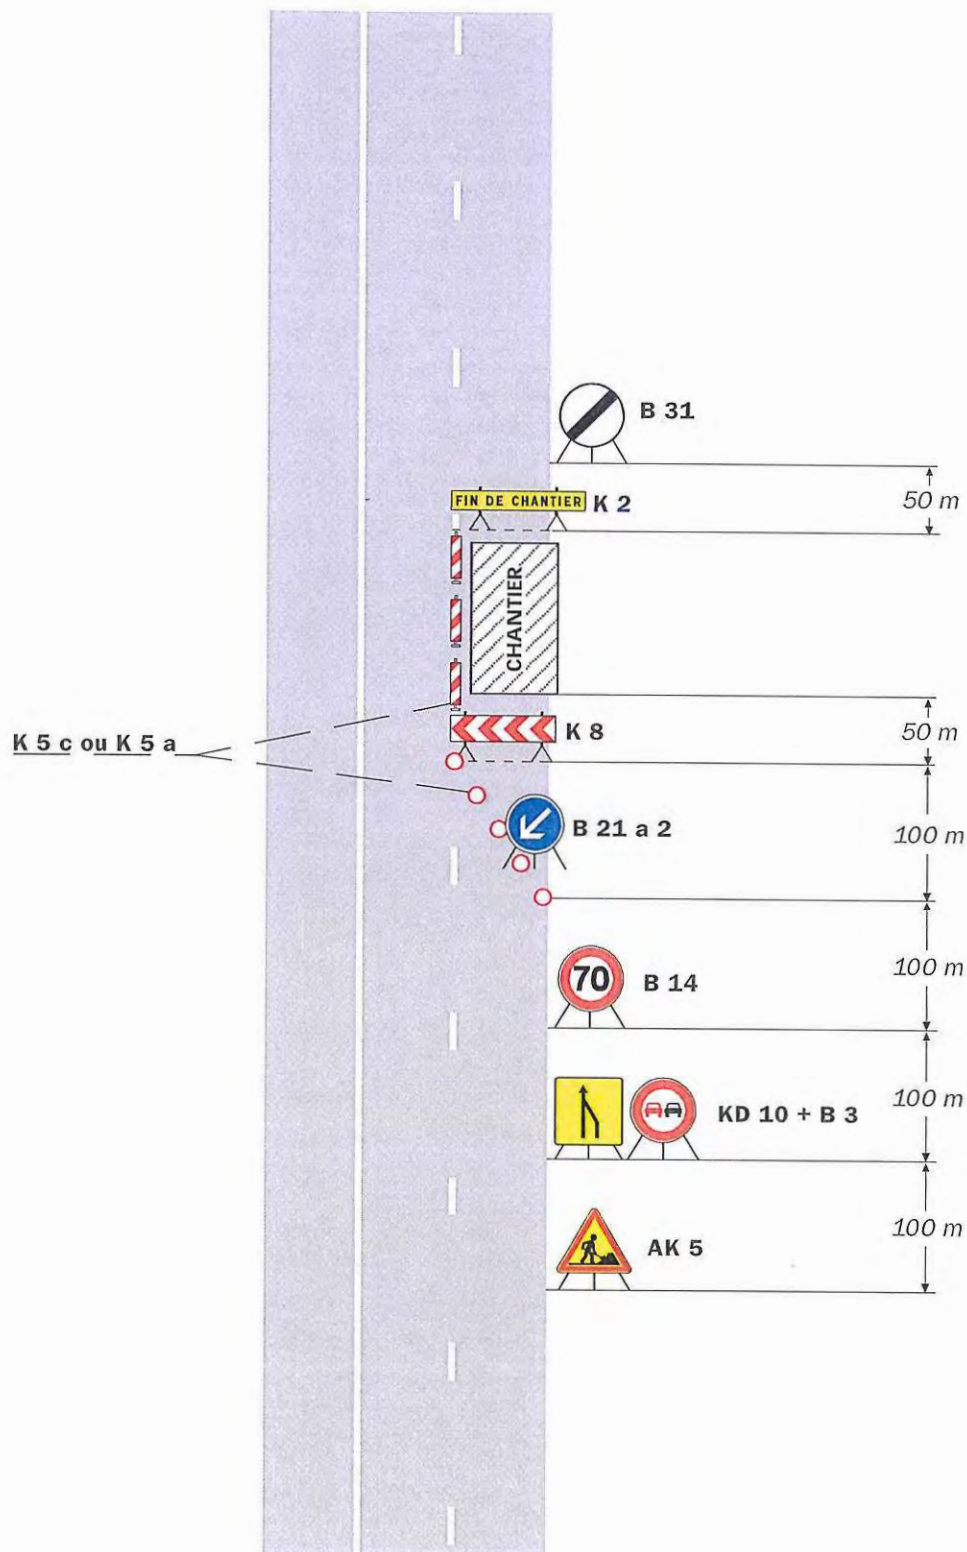 B 31
50 m
FIN DE CHANTIER
K 2
CHANTIER
K 5 c ou K 5 a
K 8
50 m
B 21 a 2
100 m
70
B 14
100 m
KD 10 + B 3
100 m
AK 5
100 m